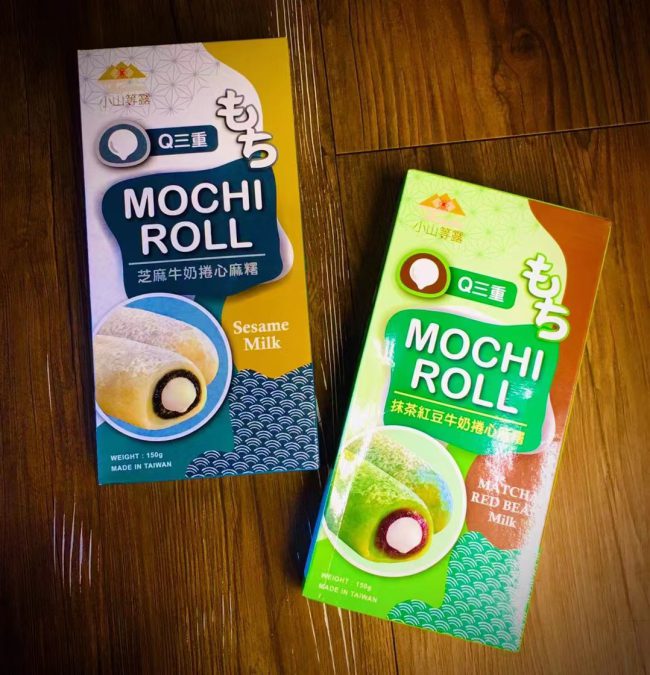 小山等露
Q三重
もち
MOCHI
ROLL
芝麻牛奶捲心麻糬
Sesame
Milk
WEIGHT : 150g
MADE IN TAIWAN
小山等露
Q三重
もち
MOCHI
ROLL
抹茶紅豆牛奶捲心麻糬
MATCHA
RED BEAN
Milk
WEIGHT : 150g
MADE IN TAIWAN